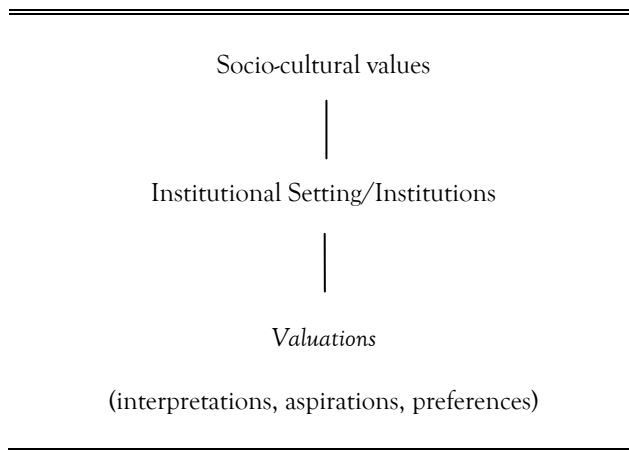 Socio-cultural values
Institutional Setting/Institutions
Valuations
(interpretations, aspirations, preferences)